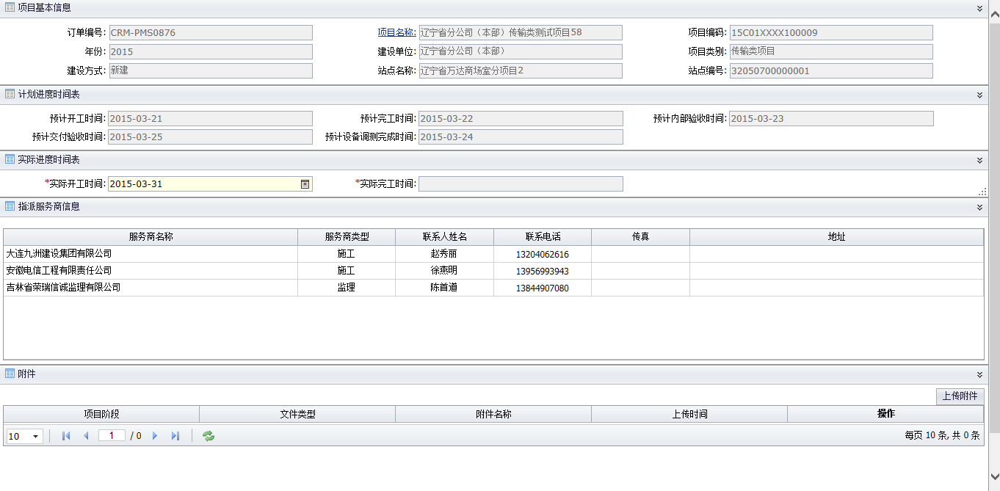 项目基本信息
订单编号: CRM-PMS0876 项目名称: 辽宁省分公司（本部）传输类测试项目58 项目编码: 15C01XXXX100009
年份: 2015 建设单位: 辽宁省分公司（本部） 项目类别: 传输类项目
建设方式: 新建 站点名称: 辽宁省万达商场室分项目2 站点编号: 32050700000001
计划进度时间表
预计开工时间: 2015-03-21 预计完工时间: 2015-03-22 预计内部验收时间: 2015-03-23
预计交付验收时间: 2015-03-25 预计设备调测完成时间: 2015-03-24
实际进度时间表
*实际开工时间: 2015-03-31 *实际完工时间:
指派服务商信息
服务商名称 服务商类型 联系人姓名 联系电话 传真 地址
大连九洲建设集团有限公司 施工 赵秀丽 13204062616
安徽电信工程有限责任公司 施工 徐燕明 13956993943
吉林省荣瑞信诚监理有限公司 监理 陈首道 13844907080
附件
上传附件
项目阶段 文件类型 附件名称 上传时间 操作
10 1 / 0 每页 10 条, 共 0 条